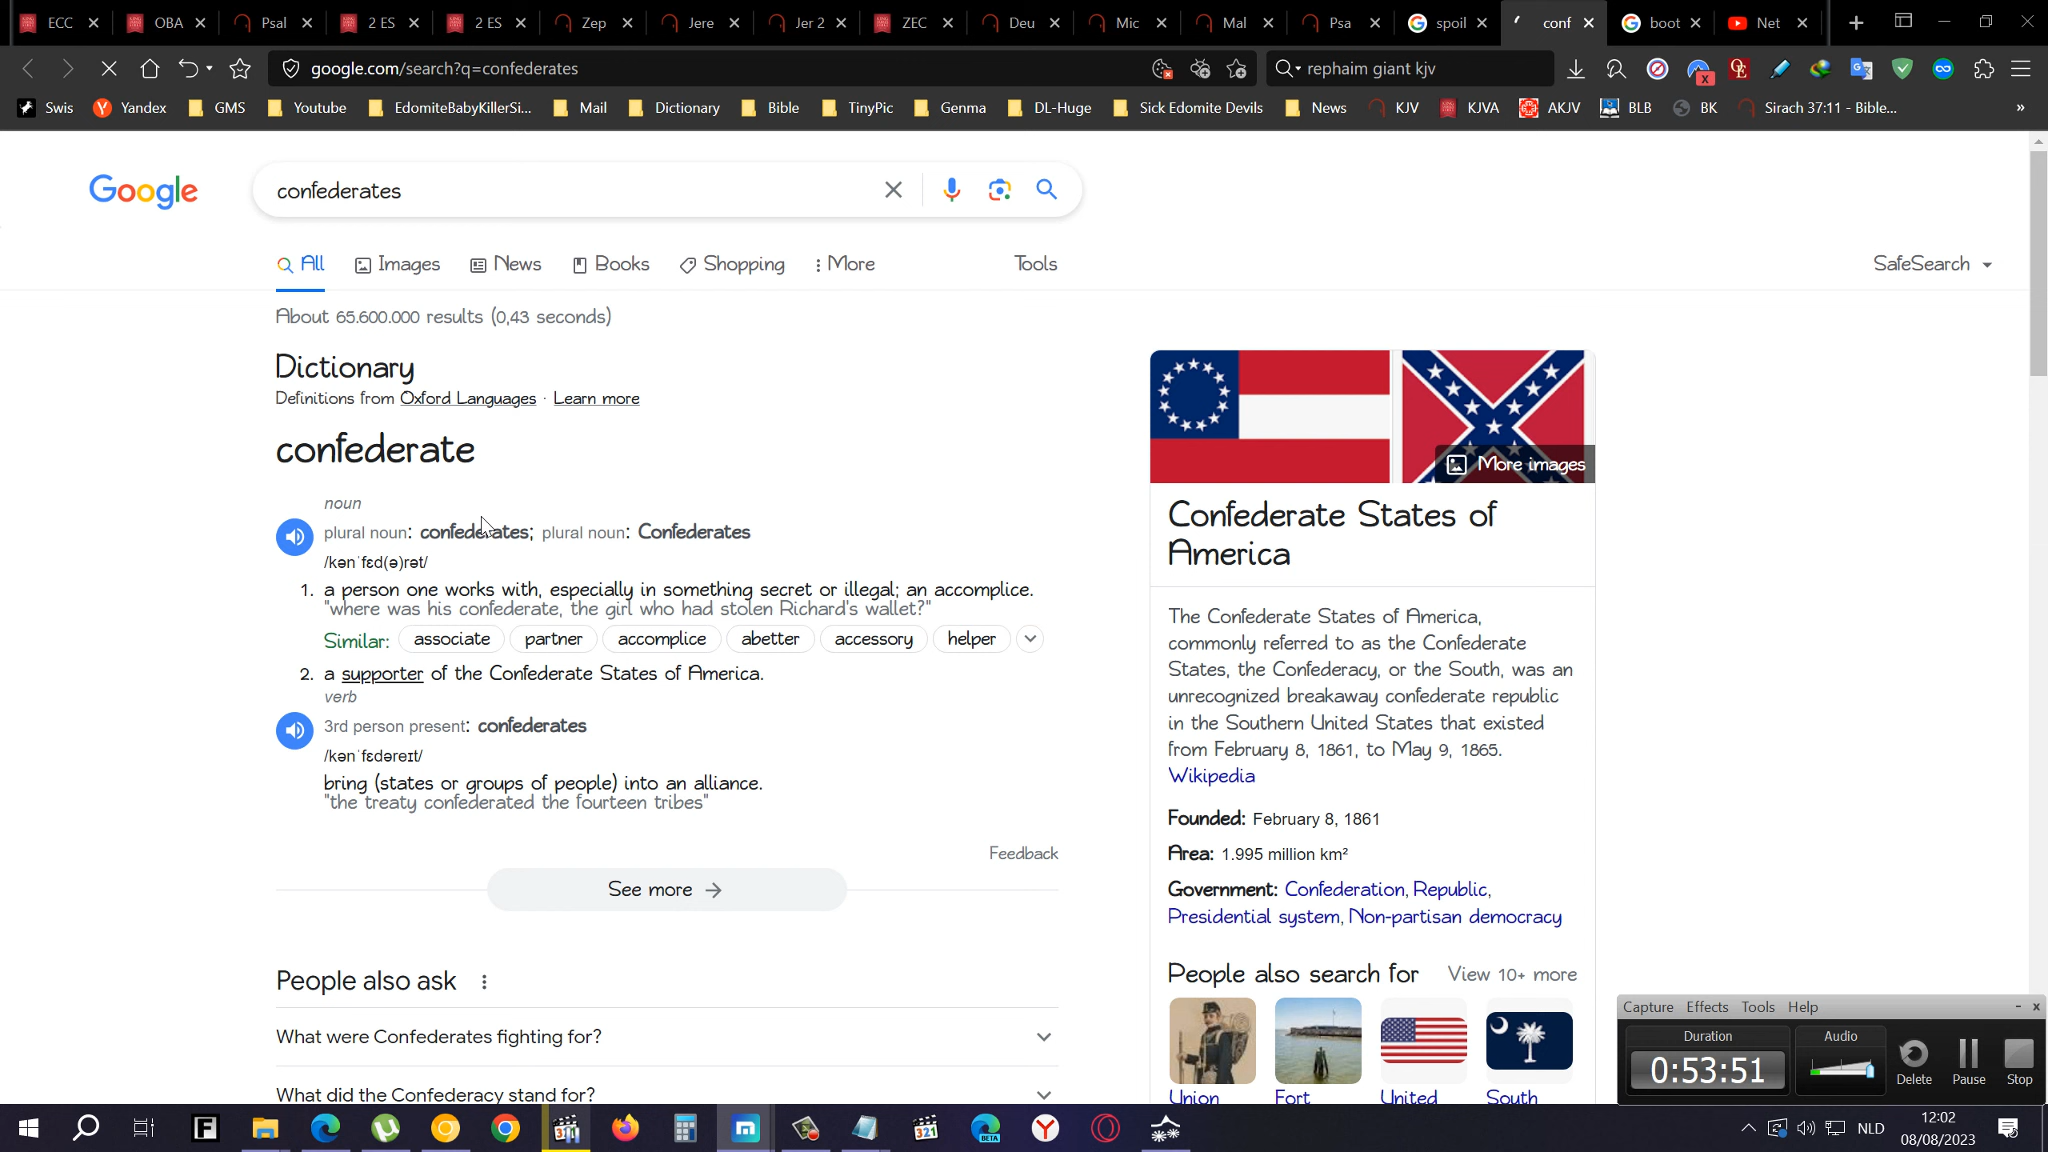 ECC
OBA
Psal
2 ES
2 ES
Zep
Jere
Jer 2
ZEC
Deu
Mic
Mal
Psa
spoil
conf
boot
Net
google.com/search?q=confederates
rephaim giant kjv
Swis
Yandex
GMS
Youtube
EdomiteBabyKillerSi...
Mail
Dictionary
Bible
TinyPic
Genma
DL-Huge
Sick Edomite Devils
News
KJV
KJVA
AKJV
BLB
BK
Sirach 37:11 - Bible...
»
Google
confederates
All
Images
News
Books
Shopping
More
Tools
SafeSearch
About 65.600.000 results (0,43 seconds)
Dictionary
Definitions from Oxford Languages · Learn more
confederate
noun
plural noun: confederates; plural noun: Confederates
/kənˈfɛd(ə)rət/
1. a person one works with, especially in something secret or illegal; an accomplice.
"where was his confederate, the girl who had stolen Richard's wallet?"
Similar: associate partner accomplice abetter accessory helper
2. a supporter of the Confederate States of America.
verb
3rd person present: confederates
/kənˈfɛdəreɪt/
bring (states or groups of people) into an alliance.
"the treaty confederated the fourteen tribes"
Feedback
See more →
People also ask
What were Confederates fighting for?
What did the Confederacy stand for?
More images
Confederate States of
America
The Confederate States of America,
commonly referred to as the Confederate
States, the Confederacy, or the South, was an
unrecognized breakaway confederate republic
in the Southern United States that existed
from February 8, 1861, to May 9, 1865.
Wikipedia
Founded: February 8, 1861
Area: 1.995 million km²
Government: Confederation, Republic,
Presidential system, Non-partisan democracy
People also search for
View 10+ more
Union
Fort
United
South
Capture Effects Tools Help
Duration
Audio
0:53:51
Delete
Pause
Stop
321
BETA
NLD
12:02
08/08/2023